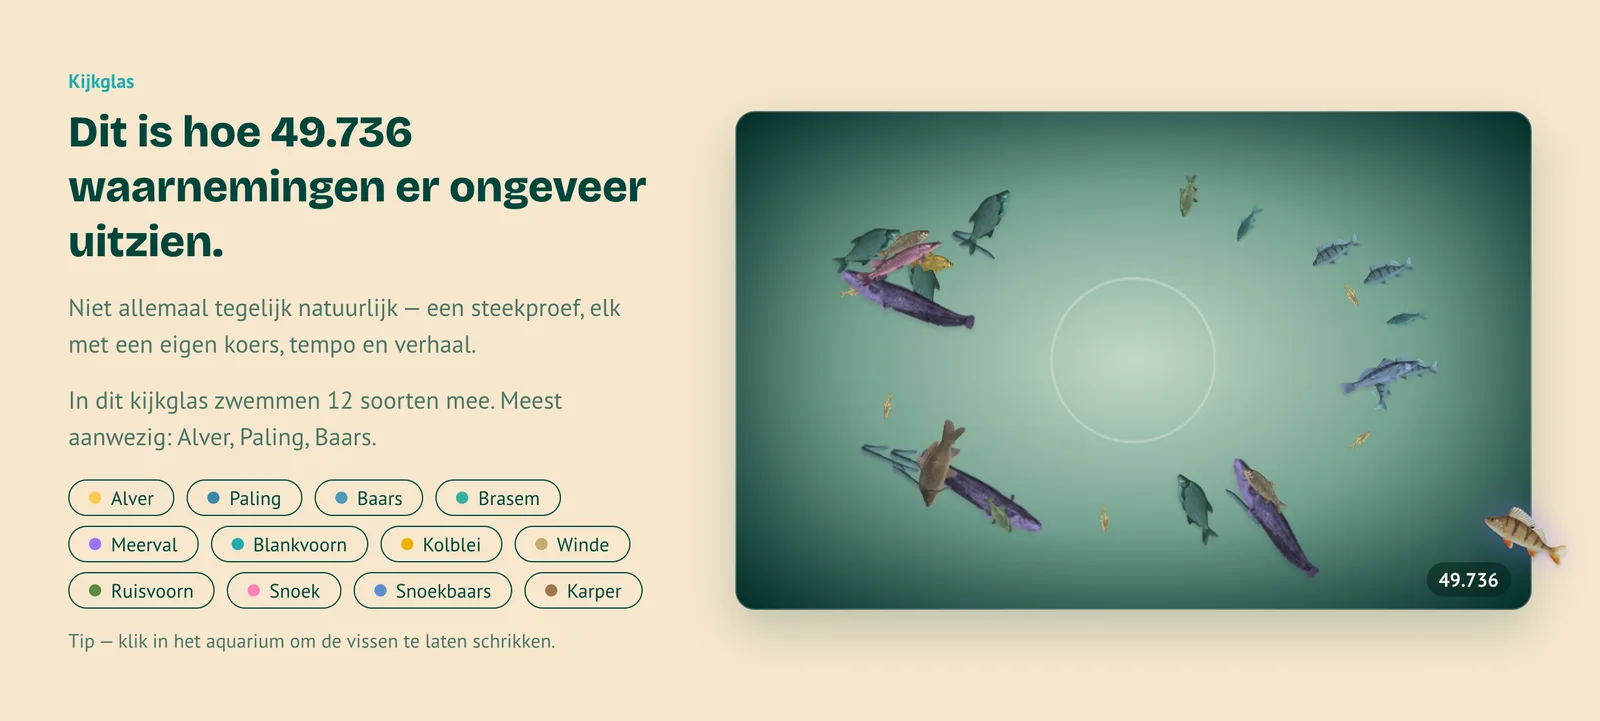 Kijkglas
Dit is hoe 49.736
waarnemingen er ongeveer
uitzien.
Niet allemaal tegelijk natuurlijk — een steekproef, elk
met een eigen koers, tempo en verhaal.
In dit kijkglas zwemmen 12 soorten mee. Meest
aanwezig: Alver, Paling, Baars.
Alver Paling Baars Brasem
Meerval Blankvoorn Kolblei Winde
Ruisvoorn Snoek Snoekbaars Karper
Tip — klik in het aquarium om de vissen te laten schrikken.
49.736